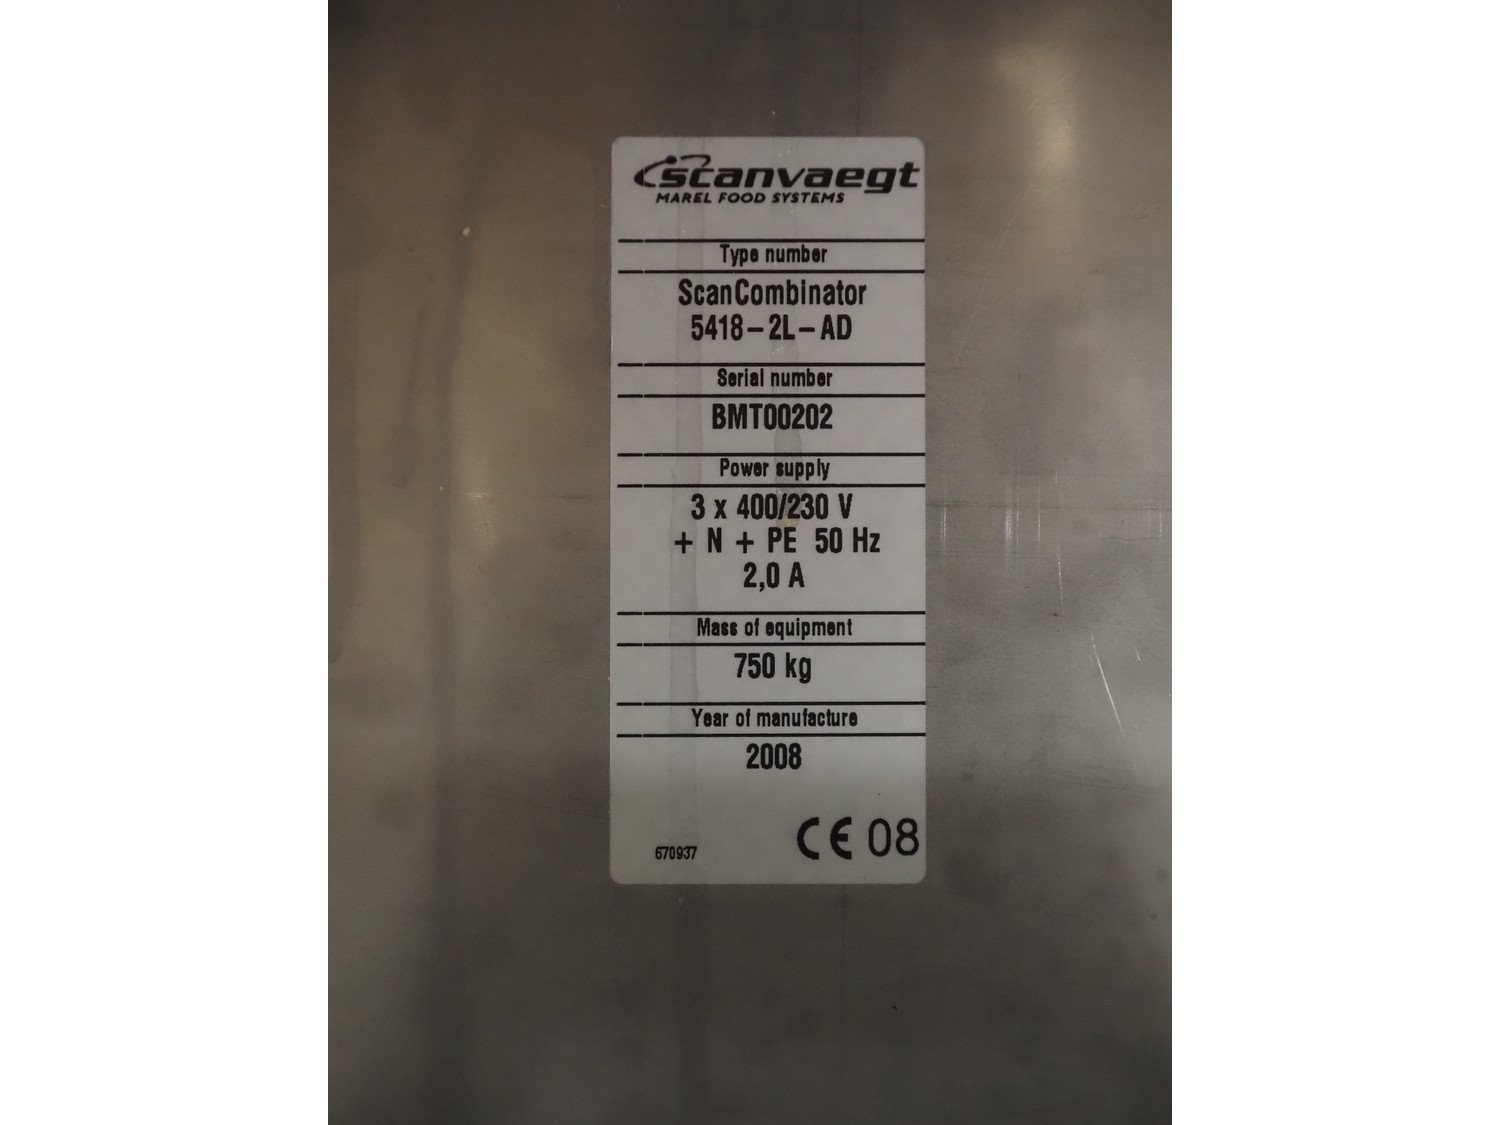 scanvaegt
MAREL FOOD SYSTEMS
Type number
ScanCombinator
5418-2L-AD
Serial number
BMT00202
Power supply
3 x 400/230 V
+ N + PE 50 Hz
2,0 A
Mass of equipment
750 kg
Year of manufacture
2008
CE 08
670937